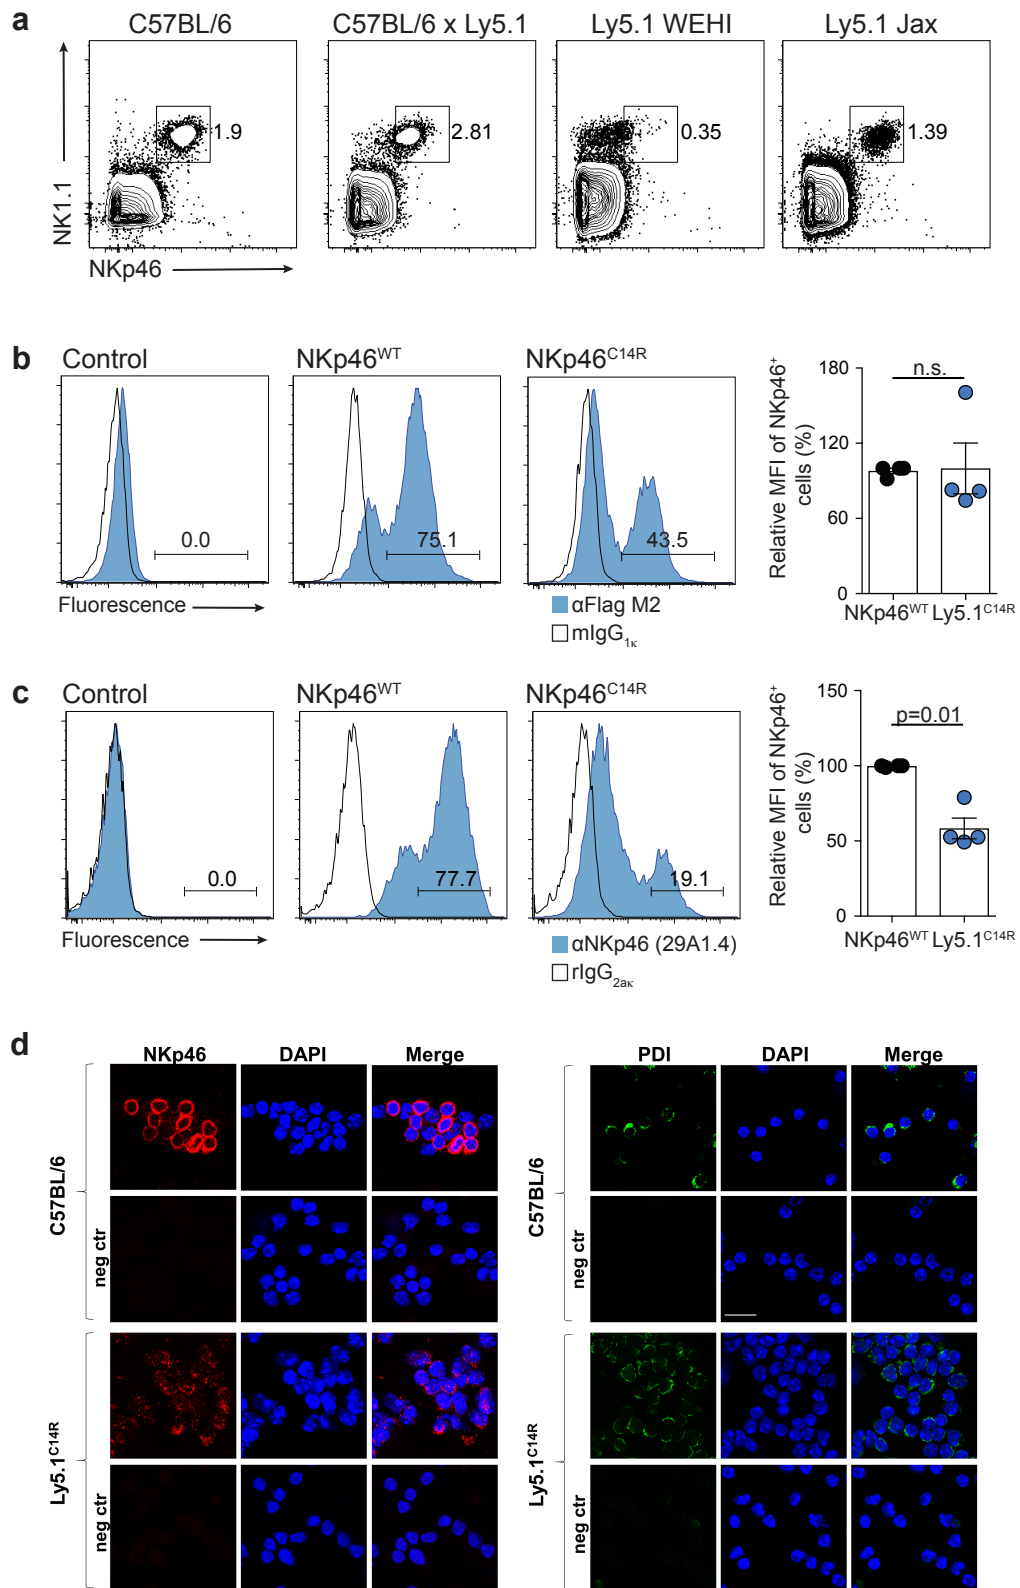 a
C57BL/6
C57BL/6 x Ly5.1
Ly5.1 WEHI
Ly5.1 Jax
1.9
2.81
0.35
1.39
NK1.1
NKp46
b
Control
NKp46WT
NKp46C14R
0.0
75.1
43.5
Fluorescence
αFlag M2
mIgG1κ
Relative MFI of NKp46+
cells (%)
180
120
60
0
n.s.
NKp46WT Ly5.1C14R
c
Control
NKp46WT
NKp46C14R
0.0
77.7
19.1
Fluorescence
αNKp46 (29A1.4)
rIgG2aκ
Relative MFI of NKp46+
cells (%)
150
100
50
0
p=0.01
NKp46WT Ly5.1C14R
d
NKp46
DAPI
Merge
C57BL/6
neg ctr
Ly5.1C14R
neg ctr
PDI
DAPI
Merge
C57BL/6
neg ctr
Ly5.1C14R
neg ctr